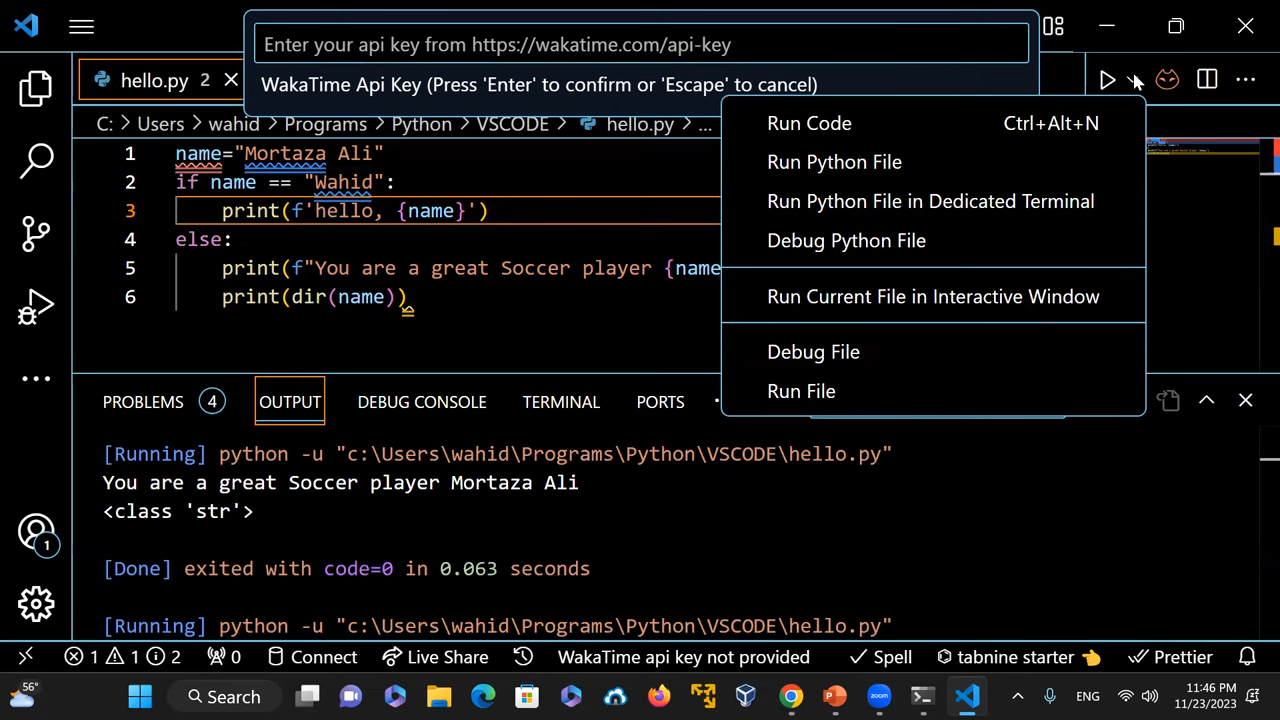 Enter your api key from https://wakatime.com/api-key
WakaTime Api Key (Press 'Enter' to confirm or 'Escape' to cancel)
hello.py 2
C: > Users > wahid > Programs > Python > VSCODE > hello.py > ...
1 name="Mortaza Ali"
2 if name == "Wahid":
3 print(f'hello, {name}')
4 else:
5 print(f"You are a great Soccer player {name
6 print(dir(name))
Run Code Ctrl+Alt+N
Run Python File
Run Python File in Dedicated Terminal
Debug Python File
Run Current File in Interactive Window
Debug File
Run File
PROBLEMS 4 OUTPUT DEBUG CONSOLE TERMINAL PORTS
[Running] python -u "c:\Users\wahid\Programs\Python\VSCODE\hello.py"
You are a great Soccer player Mortaza Ali
<class 'str'>
[Done] exited with code=0 in 0.063 seconds
[Running] python -u "c:\Users\wahid\Programs\Python\VSCODE\hello.py"
1
1 1 2 0 Connect Live Share WakaTime api key not provided Spell tabnine starter Prettier
56° Search ENG 11:46 PM
11/23/2023